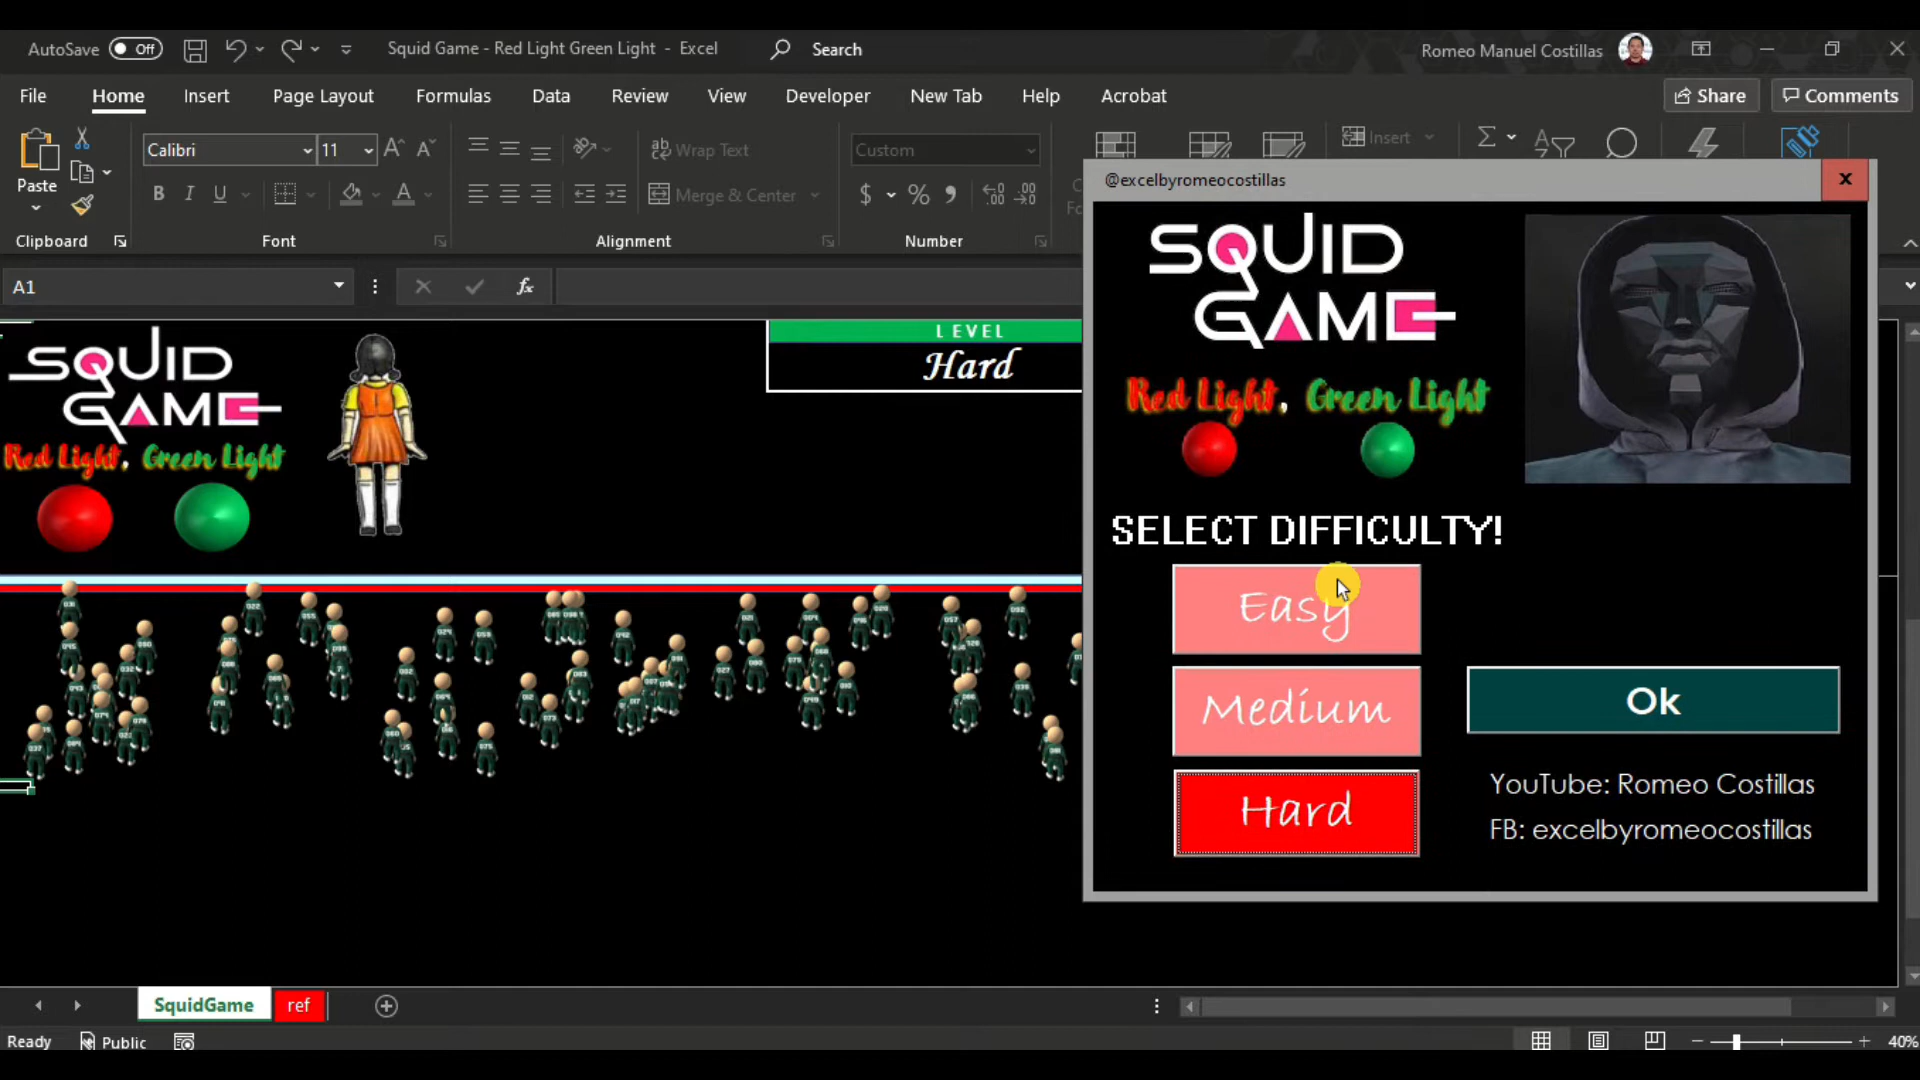 AutoSave Off
Squid Game - Red Light Green Light - Excel
Search
Romeo Manuel Costillas
File Home Insert Page Layout Formulas Data Review View Developer New Tab Help Acrobat
Share Comments
Paste
Calibri 11
Wrap Text
Custom
Insert
B I U
Merge & Center
$ %
Clipboard Font Alignment Number
A1
fx
SQUID
GAME
Red Light, Green Light
LEVEL
Hard
@excelbyromeocostillas
SQUID
GAME
Red Light, Green Light
SELECT DIFFICULTY!
Easy
Medium
Hard
Ok
YouTube: Romeo Costillas
FB: excelbyromeocostillas
SquidGame ref
Ready Public
40%